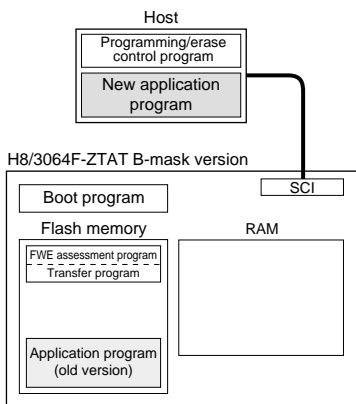 Host
Programming/erase
control program
New application
program
H8/3064F-ZTAT B-mask version
SCI
Boot program
Flash memory
RAM
FWE assessment program
Transfer program
Application program
(old version)